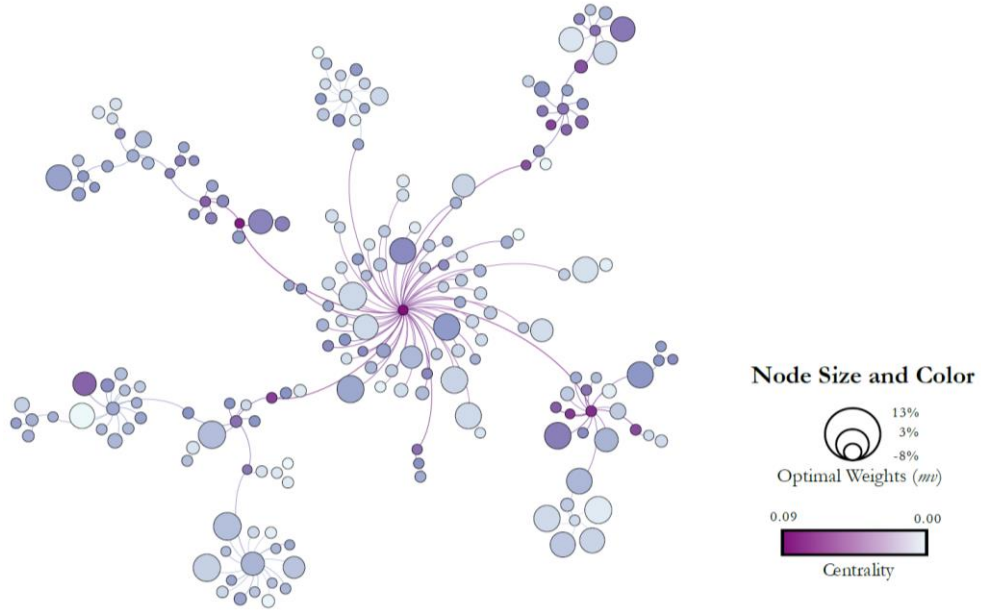 Node Size and Color
13%
3%
-8%
Optimal Weights (mv)
0.09 0.00
Centrality